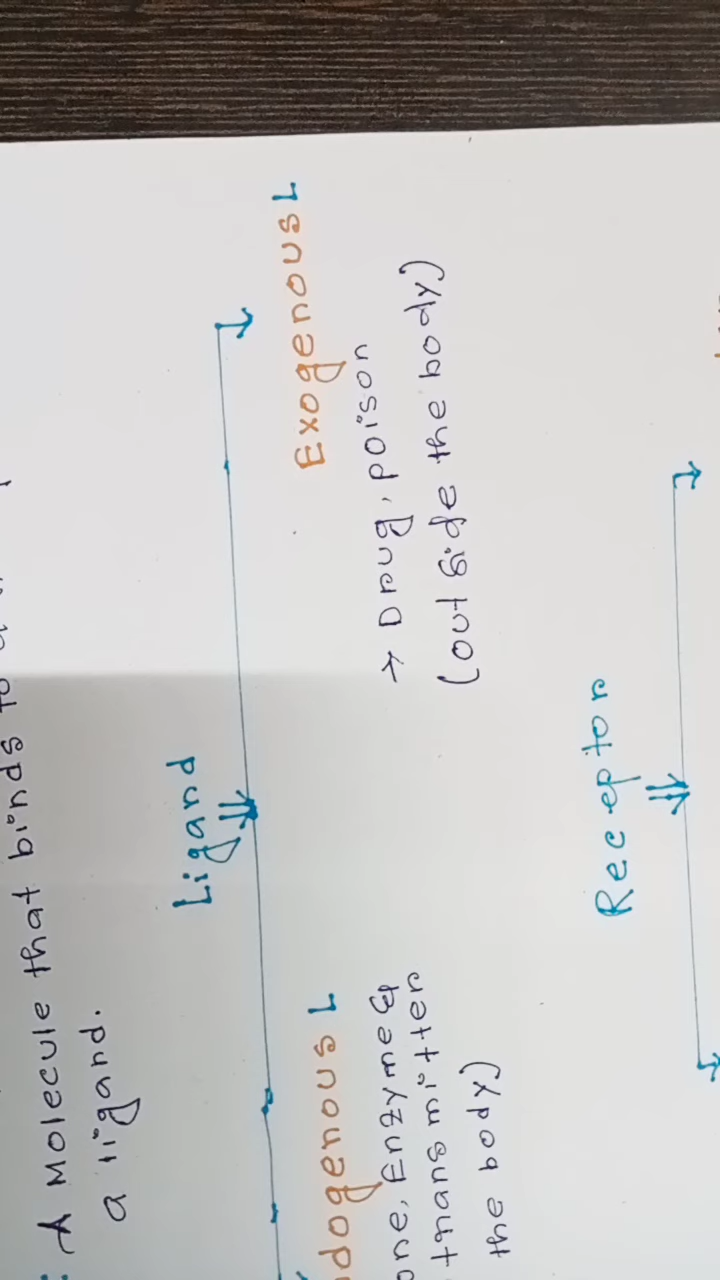 : A Molecule that binds to
a ligand.
Ligand
dogenous L
Exogenous L
one, Enzyme &
transmitter
the body)
→ Drug, poison
(out side the body)
Receptor